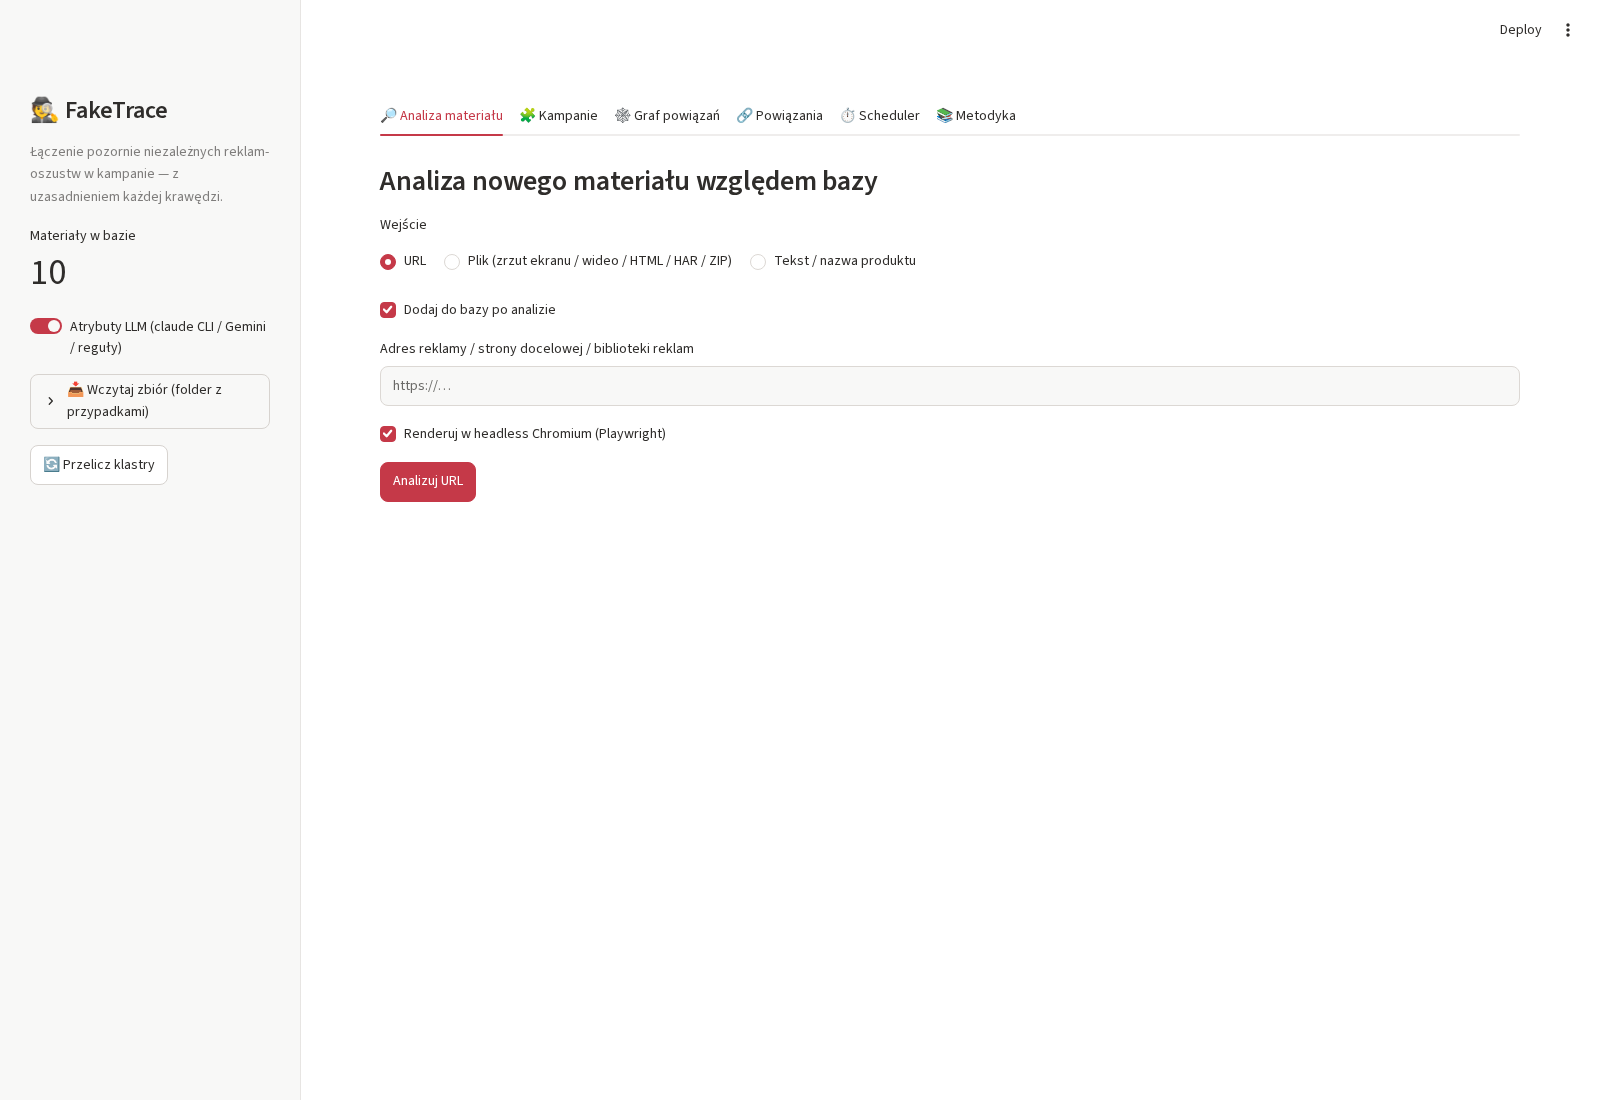 Deploy
FakeTrace
Łączenie pozornie niezależnych reklam-
oszustw w kampanie — z
uzasadnieniem każdej krawędzi.
Materiały w bazie
10
Atrybuty LLM (claude CLI / Gemini
/ reguły)
Wczytaj zbiór (folder z
przypadkami)
Przelicz klastry
Analiza materiału
Kampanie
Graf powiązań
Powiązania
Scheduler
Metodyka
Analiza nowego materiału względem bazy
Wejście
URL
Plik (zrzut ekranu / wideo / HTML / HAR / ZIP)
Tekst / nazwa produktu
Dodaj do bazy po analizie
Adres reklamy / strony docelowej / biblioteki reklam
https://…
Renderuj w headless Chromium (Playwright)
Analizuj URL